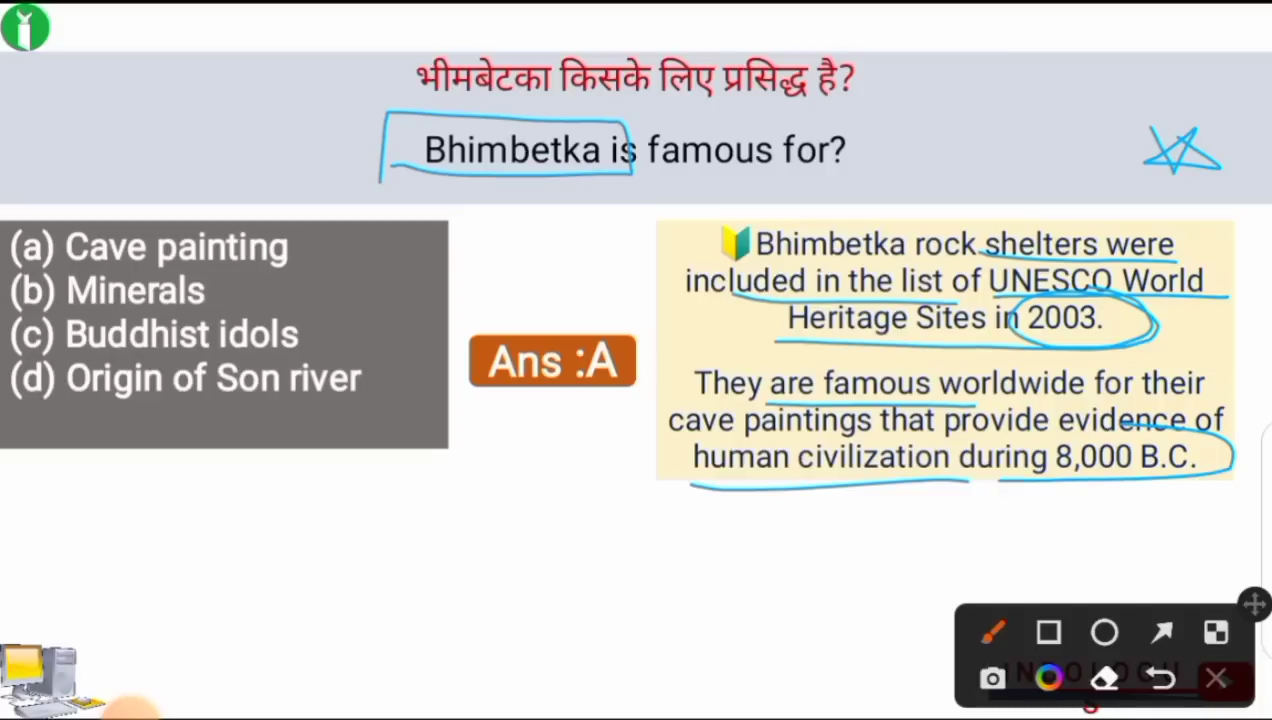 भीमबेटका किसके लिए प्रसिद्ध है?
Bhimbetka is famous for?
(a) Cave painting
(b) Minerals
(c) Buddhist idols
(d) Origin of Son river
Ans :A
Bhimbetka rock shelters were
included in the list of UNESCO World
Heritage Sites in 2003.
They are famous worldwide for their
cave paintings that provide evidence of
human civilization during 8,000 B.C.